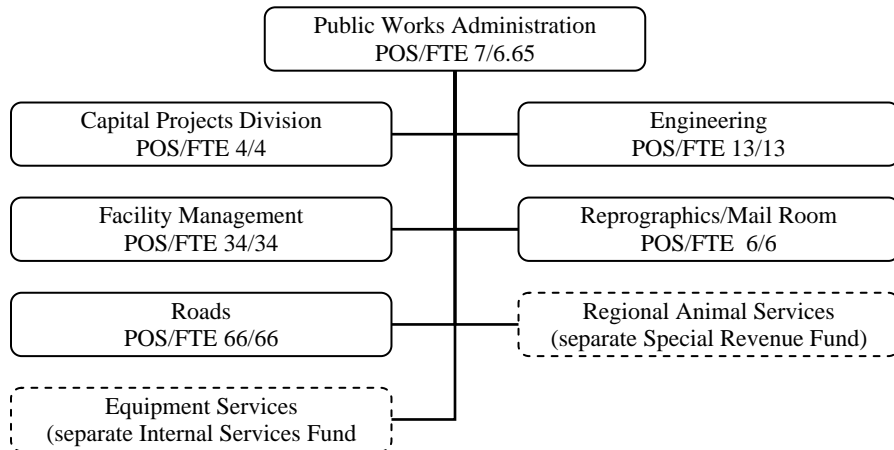 Public Works Administration
POS/FTE 7/6.65
Capital Projects Division
POS/FTE 4/4
Engineering
POS/FTE 13/13
Facility Management
POS/FTE 34/34
Reprographics/Mail Room
POS/FTE  6/6
Roads
POS/FTE 66/66
Regional Animal Services
(separate Special Revenue Fund)
Equipment Services
(separate Internal Services Fund